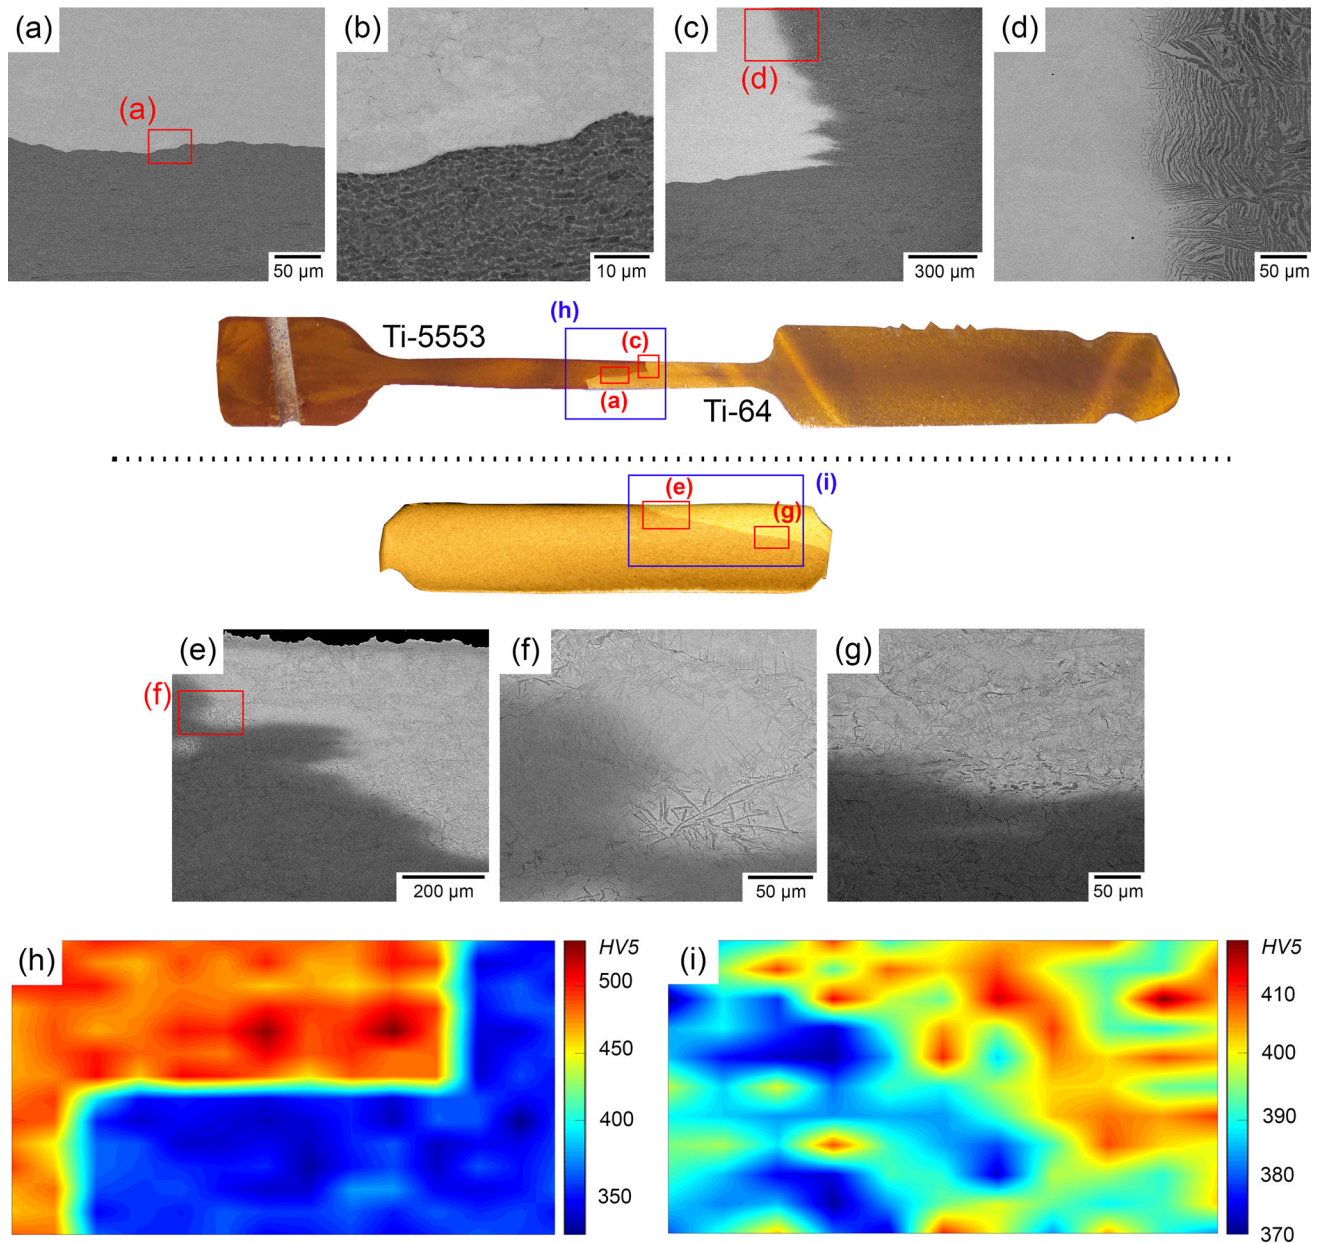 (a)
(a)
50 µm
(b)
10 µm
(c)
(d)
300 µm
(d)
50 µm
(h)
Ti-5553
(c)
(a)
Ti-64
(e)
(i)
(g)
(e)
(f)
200 µm
(f)
50 µm
(g)
50 µm
(h)
HV5
500
450
400
350
(i)
HV5
410
400
390
380
370